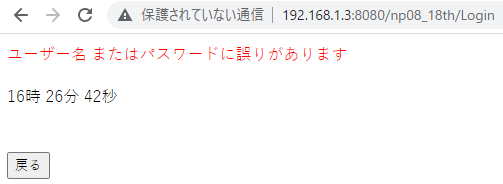 保護されていない通信 | 192.168.1.3:8080/np08_18th/Login
ユーザー名 またはパスワードに誤りがあります
16時 26分 42秒
戻る